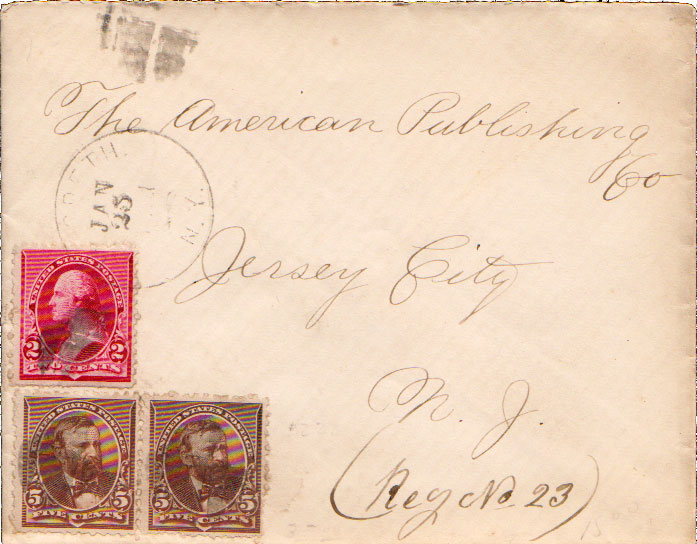 The American Publishing
Co
JAN
25
Jersey City
UNITED STATES POSTAGE
2 2
TWO CENTS
N. J.
UNITED STATES POSTAGE
5 5
FIVE CENTS
UNITED STATES POSTAGE
5 5
FIVE CENTS
(Reg No. 23)